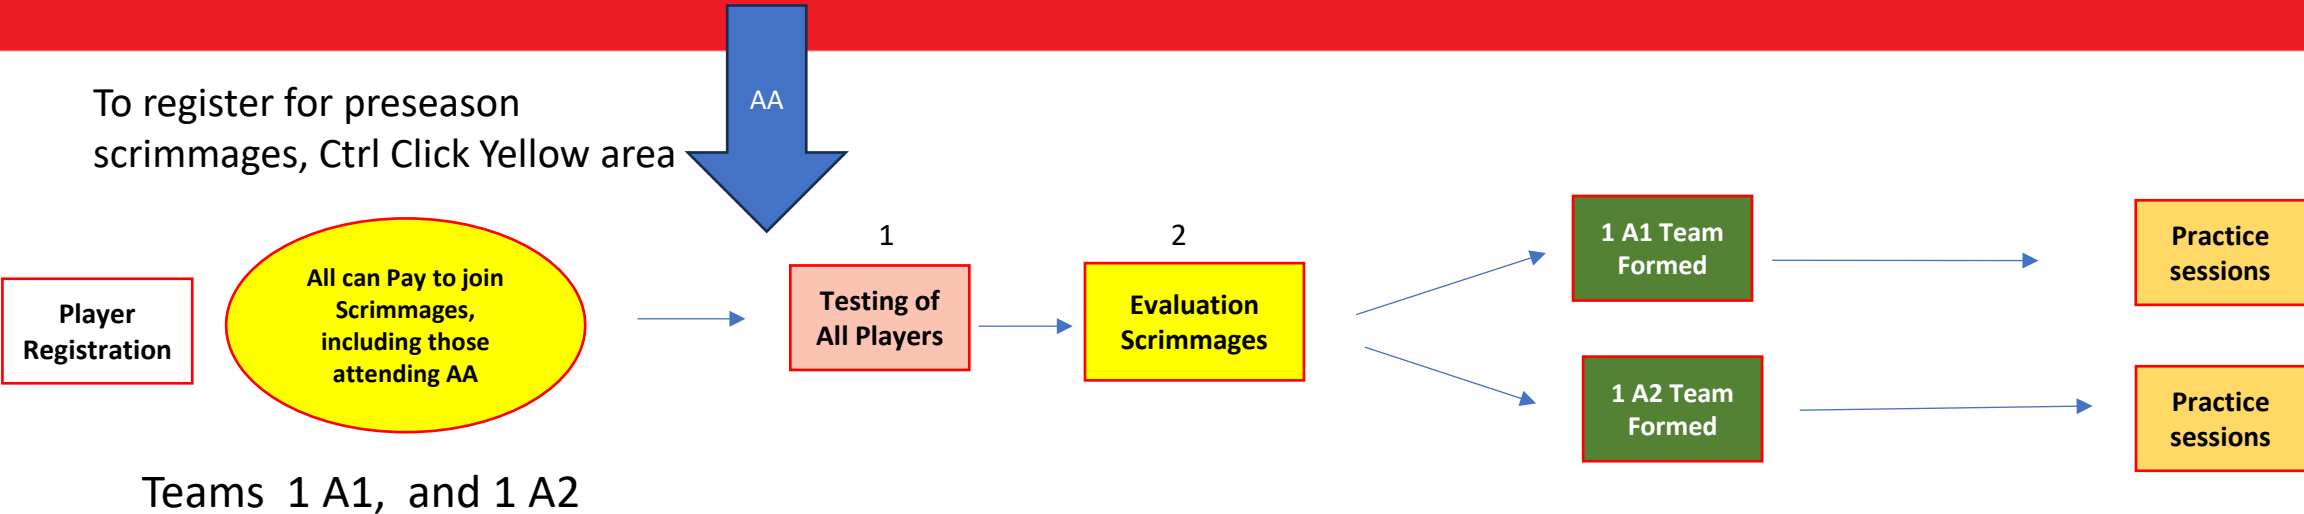 AA
To register for preseason
scrimmages, Ctrl Click Yellow area
Player
Registration
All can Pay to join
Scrimmages,
including those
attending AA
1
Testing of
All Players
2
Evaluation
Scrimmages
1 A1 Team
Formed
Practice
sessions
1 A2 Team
Formed
Practice
sessions
Teams  1 A1,  and 1 A2